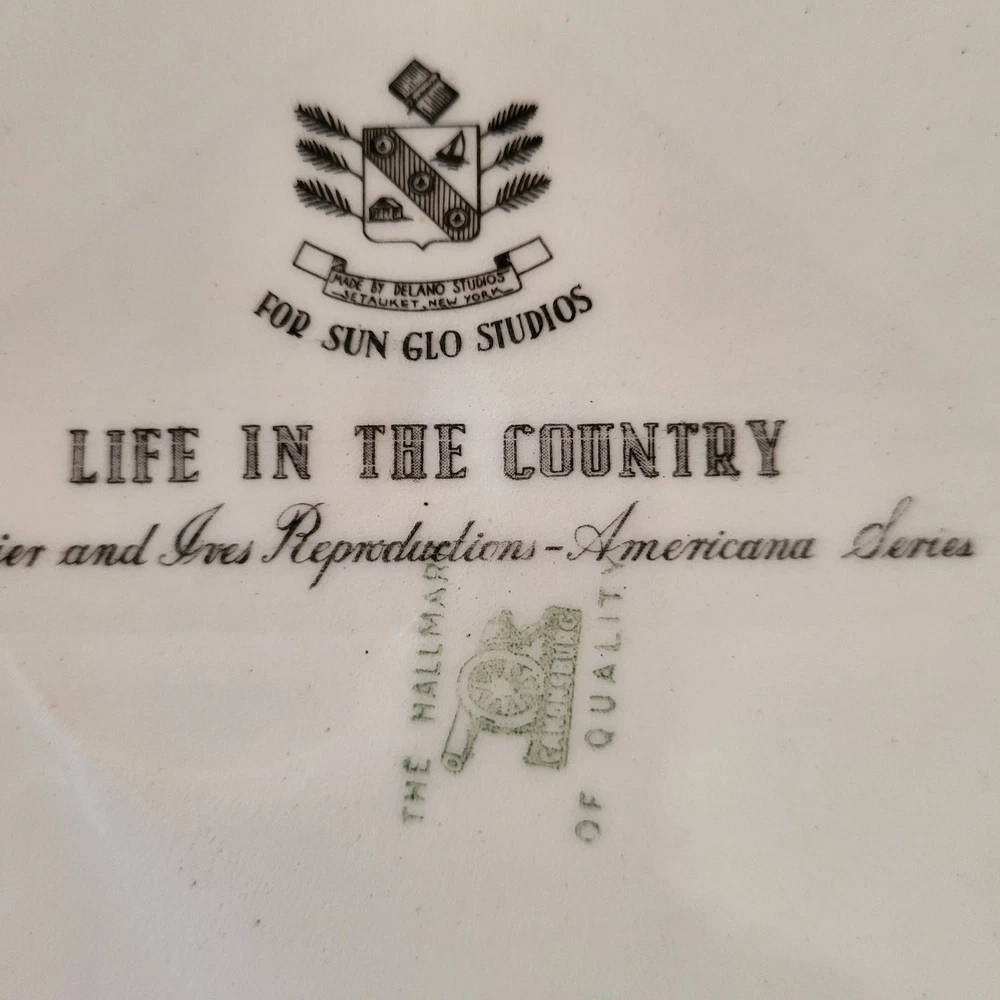 MADE BY DELANO STUDIOS
SETAUKET, NEW YORK
FOR SUN GLO STUDIOS
LIFE IN THE COUNTRY
ier and Ives Reproductions-Americana Series
THE HALLMARK
OF QUALITY